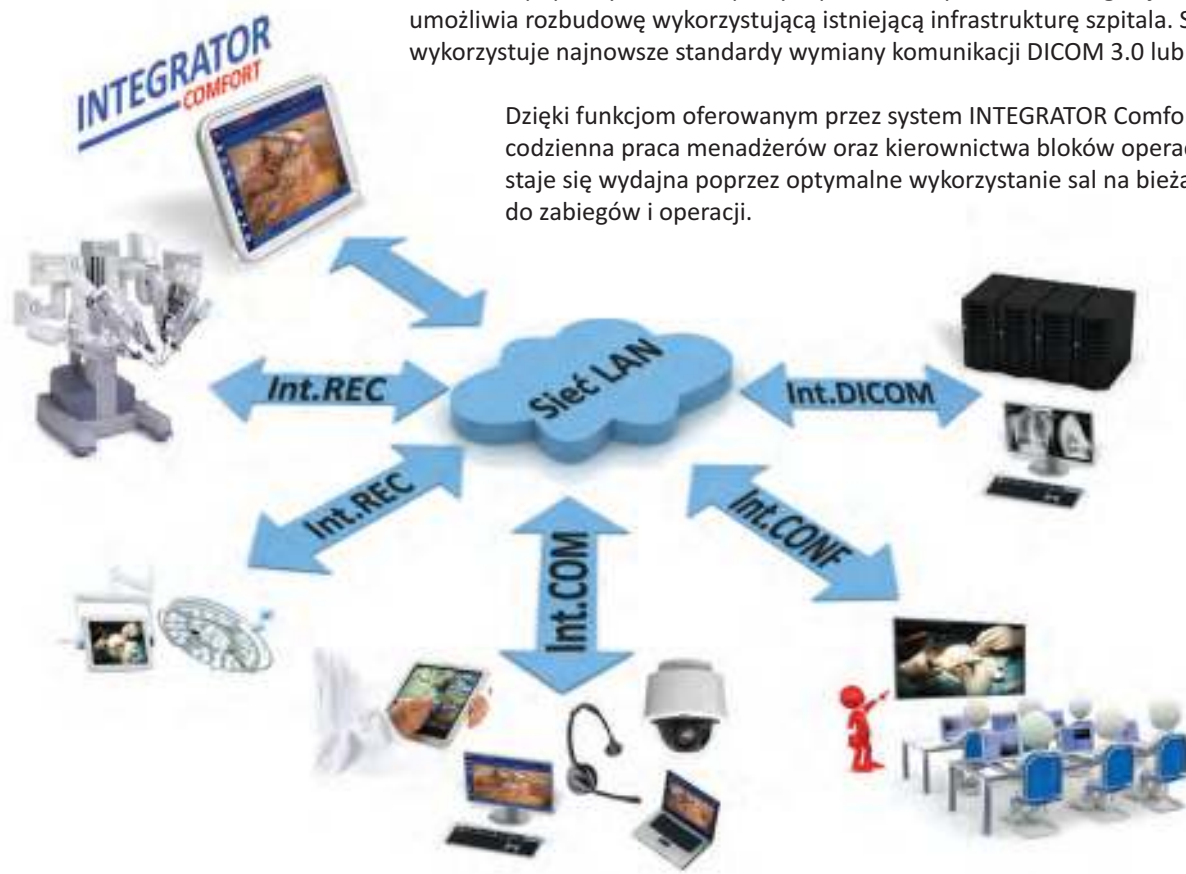 umożliwia rozbudowę wykorzystującą istniejącą infrastrukturę szpitala. S
wykorzystuje najnowsze standardy wymiany komunikacji DICOM 3.0 lub
INTEGRATOR
COMFORT
Dzięki funkcjom oferowanym przez system INTEGRATOR Comfo
codzienna praca menadżerów oraz kierownictwa bloków operac
staje się wydajna poprzez optymalne wykorzystanie sal na bieżą
do zabiegów i operacji.
Sieć LAN
Int.REC
Int.DICOM
Int.REC
Int.COM
Int.CONF